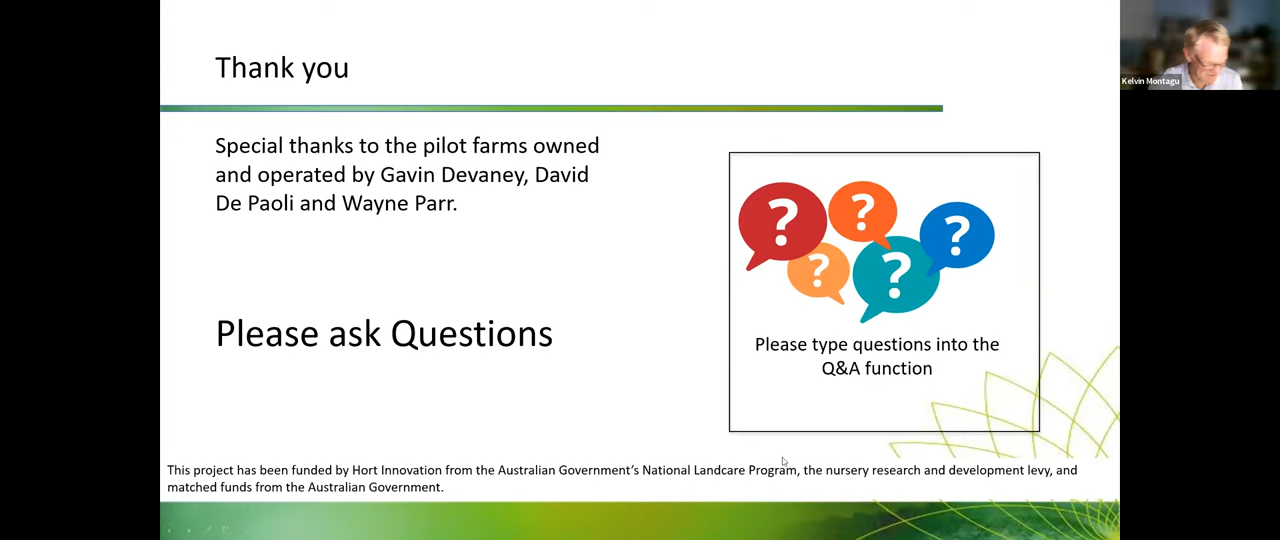 Thank you
Kelvin Montagu
Special thanks to the pilot farms owned
and operated by Gavin Devaney, David
De Paoli and Wayne Parr.
? ? ? ? ?
Please ask Questions
Please type questions into the
Q&A function
This project has been funded by Hort Innovation from the Australian Government’s National Landcare Program, the nursery research and development levy, and
matched funds from the Australian Government.